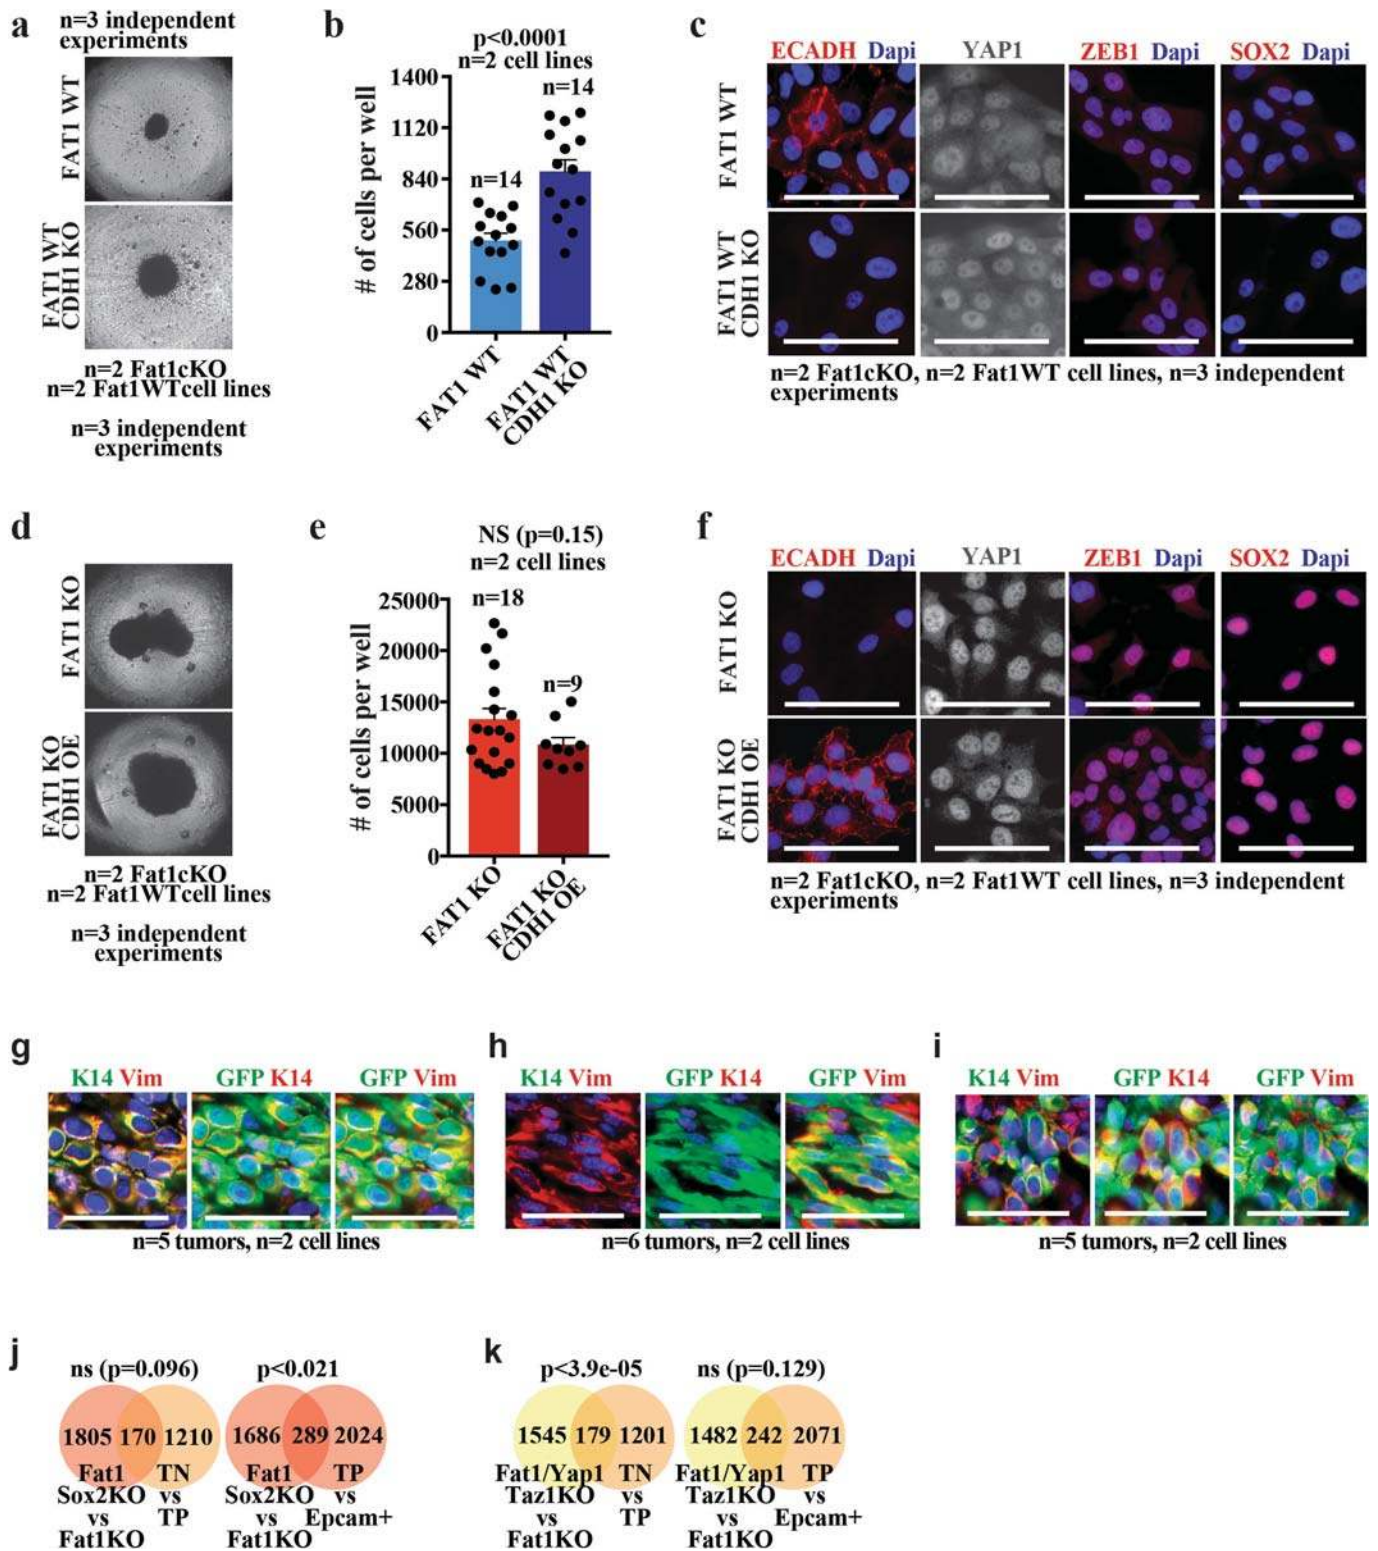 a
n=3 independent
experiments
FAT1 WT
FAT1 WT
CDH1 KO
n=2 Fat1cKO
n=2 Fat1WTcell lines
n=3 independent
experiments
b
p<0.0001
n=2 cell lines
# of cells per well
1400
1120
840
560
280
0
n=14
n=14
FAT1 WT
FAT1 WT
CDH1 KO
c
ECADH Dapi
YAP1
ZEB1 Dapi
SOX2 Dapi
FAT1 WT
FAT1 WT
CDH1 KO
n=2 Fat1cKO, n=2 Fat1WT cell lines, n=3 independent
experiments
d
FAT1 KO
FAT1 KO
CDH1 OE
n=2 Fat1cKO
n=2 Fat1WTcell lines
n=3 independent
experiments
e
NS (p=0.15)
n=2 cell lines
# of cells per well
25000
20000
15000
10000
5000
0
n=18
n=9
FAT1 KO
FAT1 KO
CDH1 OE
f
ECADH Dapi
YAP1
ZEB1 Dapi
SOX2 Dapi
FAT1 KO
FAT1 KO
CDH1 OE
n=2 Fat1cKO, n=2 Fat1WT cell lines, n=3 independent
experiments
g
K14 Vim
GFP K14
GFP Vim
n=5 tumors, n=2 cell lines
h
K14 Vim
GFP K14
GFP Vim
n=6 tumors, n=2 cell lines
i
K14 Vim
GFP K14
GFP Vim
n=5 tumors, n=2 cell lines
j
ns (p=0.096)
1805 170 1210
Fat1
Sox2KO
vs
Fat1KO
TN
vs
TP
p<0.021
1686 289 2024
Fat1
Sox2KO
vs
Fat1KO
TP
vs
Epcam+
k
p<3.9e-05
1545 179 1201
Fat1/Yap1
Taz1KO
vs
Fat1KO
TN
vs
TP
ns (p=0.129)
1482 242 2071
Fat1/Yap1
Taz1KO
vs
Fat1KO
TP
vs
Epcam+